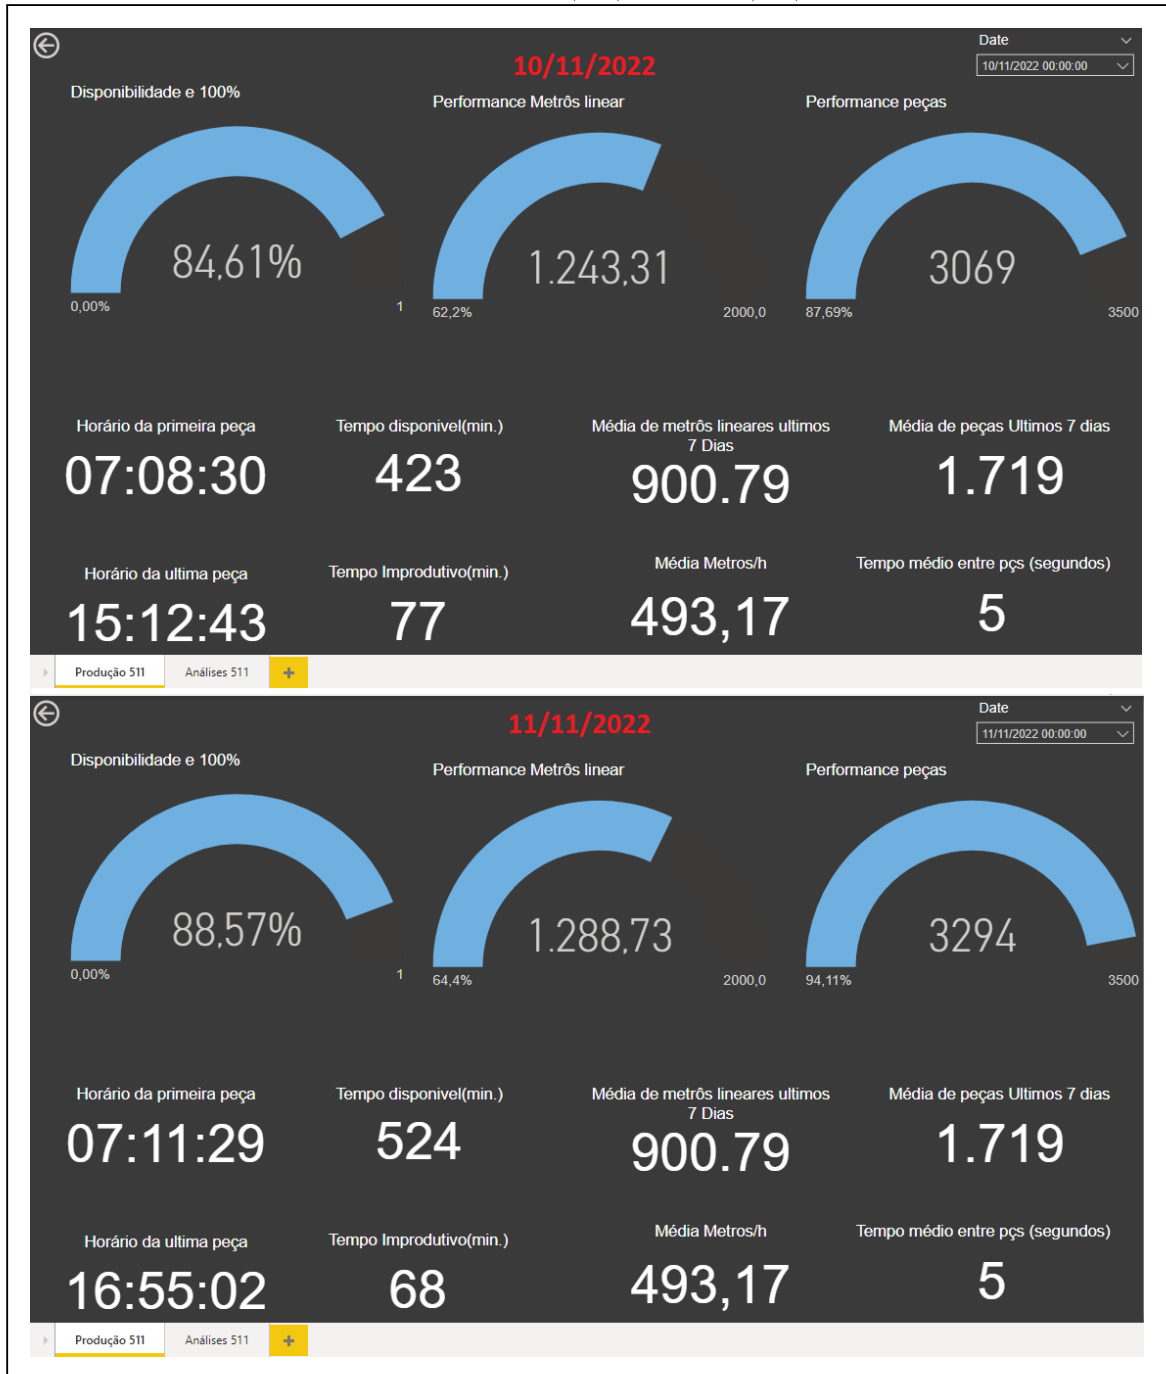 10/11/2022
Date
10/11/2022 00:00:00
Disponibilidade e 100%
Performance Metrôs linear
Performance peças
84,61%
1.243,31
3069
0,00%
1
62,2%
2000,0
87,69%
3500
Horário da primeira peça
Tempo disponivel(min.)
Média de metrôs lineares ultimos
7 Dias
Média de peças Ultimos 7 dias
07:08:30
423
900.79
1.719
Horário da ultima peça
Tempo Improdutivo(min.)
Média Metros/h
Tempo médio entre pçs (segundos)
15:12:43
77
493,17
5
Produção 511
Análises 511
+
11/11/2022
Date
11/11/2022 00:00:00
Disponibilidade e 100%
Performance Metrôs linear
Performance peças
88,57%
1.288,73
3294
0,00%
1
64,4%
2000,0
94,11%
3500
Horário da primeira peça
Tempo disponivel(min.)
Média de metrôs lineares ultimos
7 Dias
Média de peças Ultimos 7 dias
07:11:29
524
900.79
1.719
Horário da ultima peça
Tempo Improdutivo(min.)
Média Metros/h
Tempo médio entre pçs (segundos)
16:55:02
68
493,17
5
Produção 511
Análises 511
+